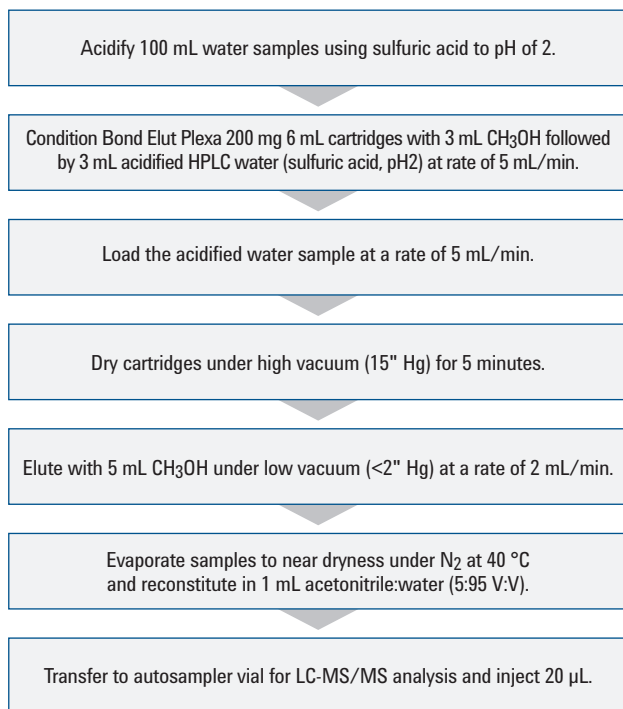 Acidify 100 mL water samples using sulfuric acid to pH of 2.
Condition Bond Elut Plexa 200 mg 6 mL cartridges with 3 mL CH3OH followed
by 3 mL acidified HPLC water (sulfuric acid, pH2) at rate of 5 mL/min.
Load the acidified water sample at a rate of 5 mL/min.
Dry cartridges under high vacuum (15" Hg) for 5 minutes.
Elute with 5 mL CH3OH under low vacuum (<2" Hg) at a rate of 2 mL/min.
Evaporate samples to near dryness under N2 at 40 °C
and reconstitute in 1 mL acetonitrile:water (5:95 V:V).
Transfer to autosampler vial for LC-MS/MS analysis and inject 20 µL.